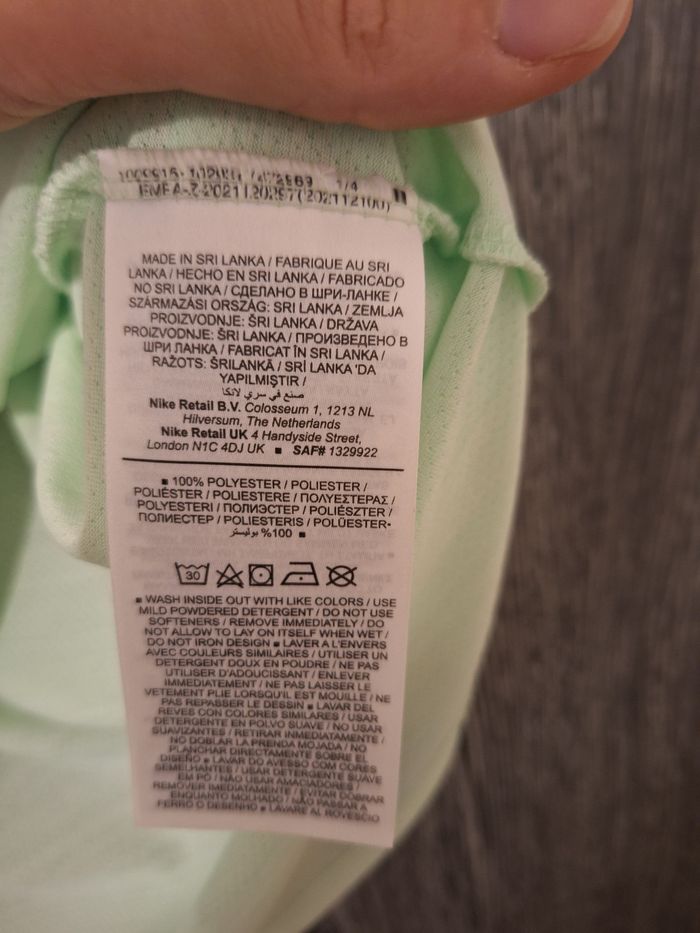 1/4
MADE IN SRI LANKA / FABRIQUE AU SRI
LANKA / HECHO EN SRI LANKA / FABRICADO
NO SRI LANKA / СДЕЛАНО В ШРИ-ЛАНКЕ /
SZÁRMAZÁSI ORSZÁG: SRI LANKA / ZEMLJA
PROIZVODNJE: ŠRI LANKA / DRŽAVA
PROIZVODNJE: ŠRI LANKA / ПРОИЗВЕДЕНО В
ШРИ ЛАНКА / FABRICAT ÎN SRI LANKA /
RAŽOTS: ŠRILANKĀ / SRİ LANKA 'DA
YAPILMIŞTIR /
صنع في سري لانكا
Nike Retail B.V. Colosseum 1, 1213 NL
Hilversum, The Netherlands
Nike Retail UK 4 Handyside Street,
London N1C 4DJ UK ■ SAF# 1329922
■ 100% POLYESTER / POLIESTER /
POLIÉSTER / POLIESTERE / ΠΟΛΥΕΣΤΕΡΑΣ /
POLYESTERI / ПОЛИЭСТЕР / POLIÉSZTER /
ПОЛИЕСТЕР / POLIESTERIS / POLÜESTER-
%100 بوليستر ■
30
■ WASH INSIDE OUT WITH LIKE COLORS / USE
MILD POWDERED DETERGENT / DO NOT USE
SOFTENERS / REMOVE IMMEDIATELY / DO
NOT ALLOW TO LAY ON ITSELF WHEN WET /
DO NOT IRON DESIGN ■ LAVER A L'ENVERS
AVEC COULEURS SIMILAIRES / UTILISER UN
DETERGENT DOUX EN POUDRE / NE PAS
UTILISER D'ADOUCISSANT / ENLEVER
IMMEDIATEMENT / NE PAS LAISSER LE
VETEMENT PLIE LORSQU'IL EST MOUILLE / NE
PAS REPASSER LE DESSIN ■ LAVAR DEL
REVES CON COLORES SIMILARES / USAR
DETERGENTE EN POLVO SUAVE / NO USAR
SUAVIZANTES / RETIRAR INMEDIATAMENTE /
NO DOBLAR LA PRENDA MOJADA / NO
PLANCHAR DIRECTAMENTE SOBRE EL
DISEÑO ■ LAVAR DO AVESSO COM CORES
SEMELHANTES / USAR DETERGENTE SUAVE
EM PÓ / NÃO USAR AMACIADORES /
REMOVER IMEDIATAMENTE / EVITAR DOBRAR
ENQUANTO MOLHADO / NÃO PASSAR A
FERRO O DESENHO ■ LAVARE AL ROVESCIO